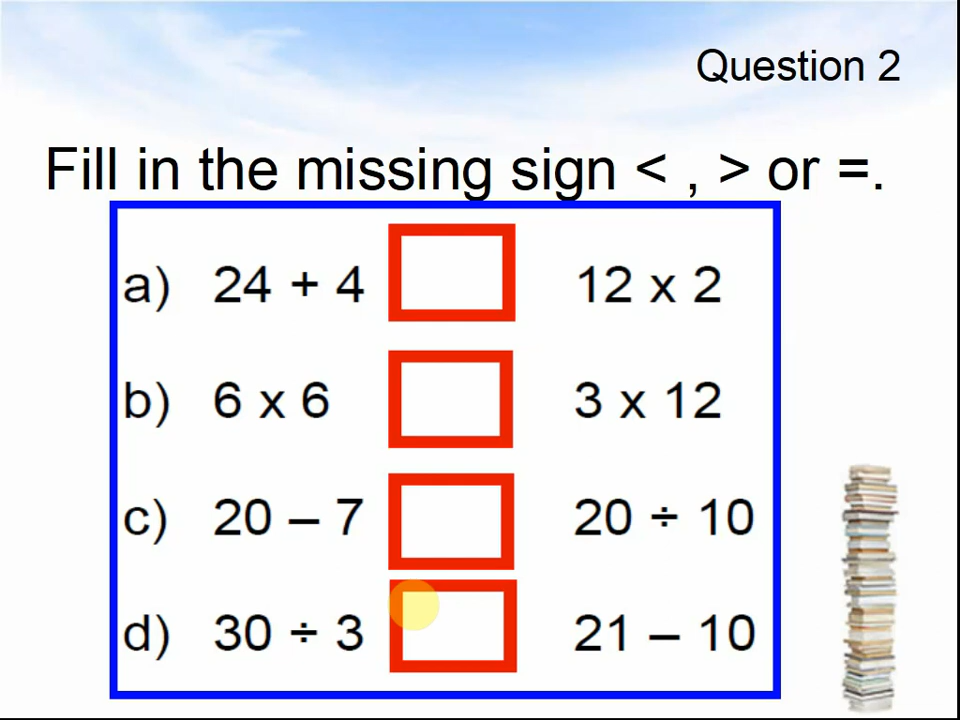 Question 2
Fill in the missing sign < , > or =.
a) 24 + 4 12 x 2
b) 6 x 6 3 x 12
c) 20 – 7 20 ÷ 10
d) 30 ÷ 3 21 – 10